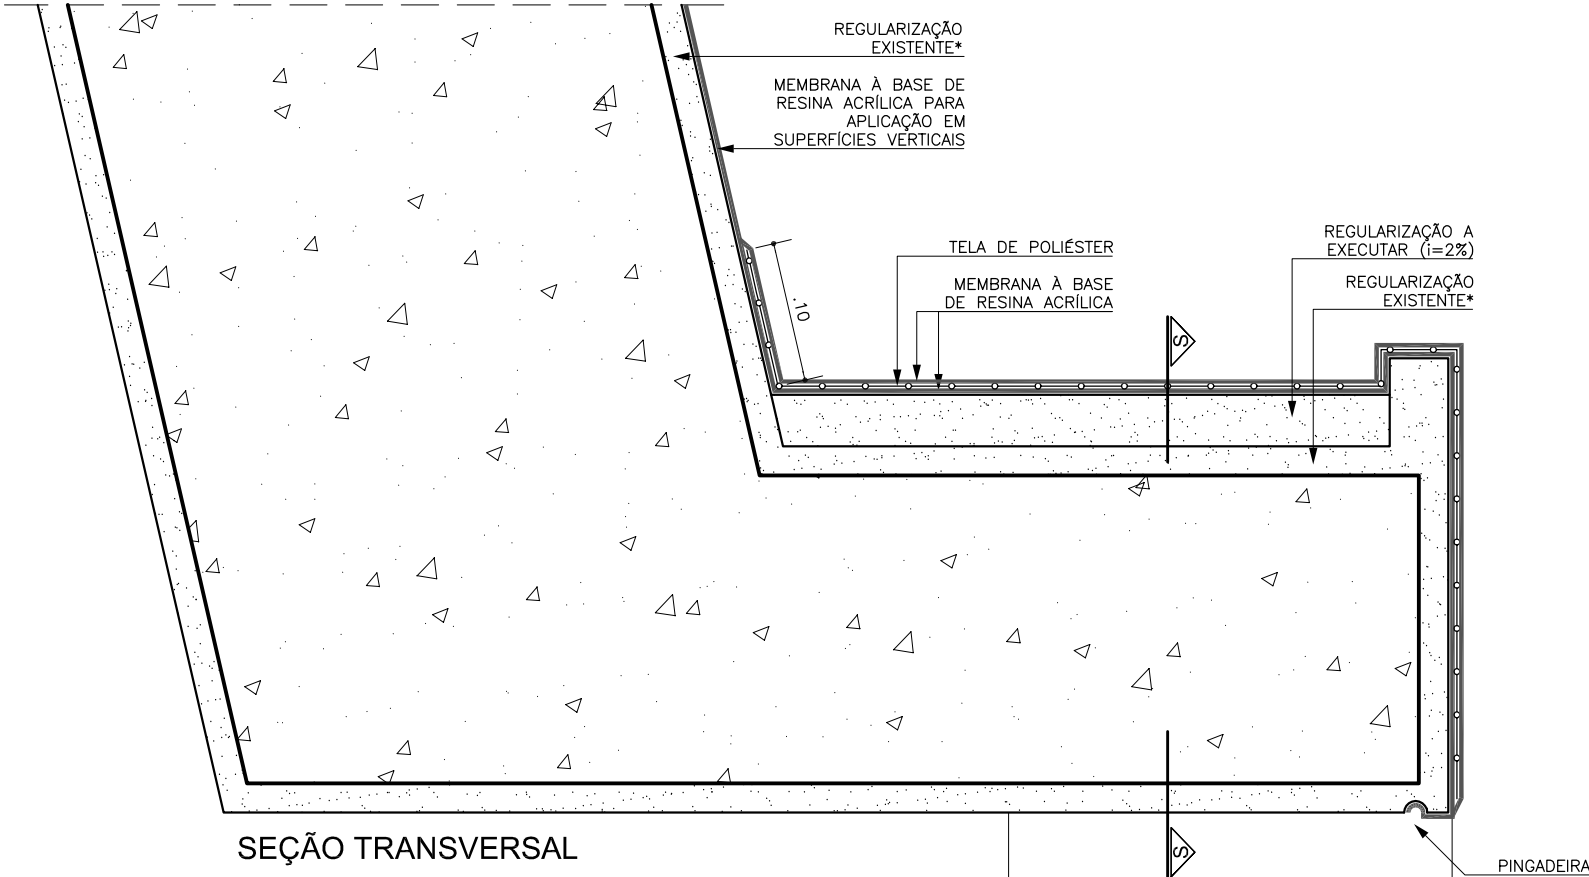 REGULARIZAÇÃO
EXISTENTE*
MEMBRANA À BASE DE
RESINA ACRÍLICA PARA
APLICAÇÃO EM
SUPERFÍCIES VERTICAIS
TELA DE POLIÉSTER
MEMBRANA À BASE
DE RESINA ACRÍLICA
REGULARIZAÇÃO A
EXECUTAR (i=2%)
REGULARIZAÇÃO
EXISTENTE*
.10
S
S
SEÇÃO TRANSVERSAL
PINGADEIRA